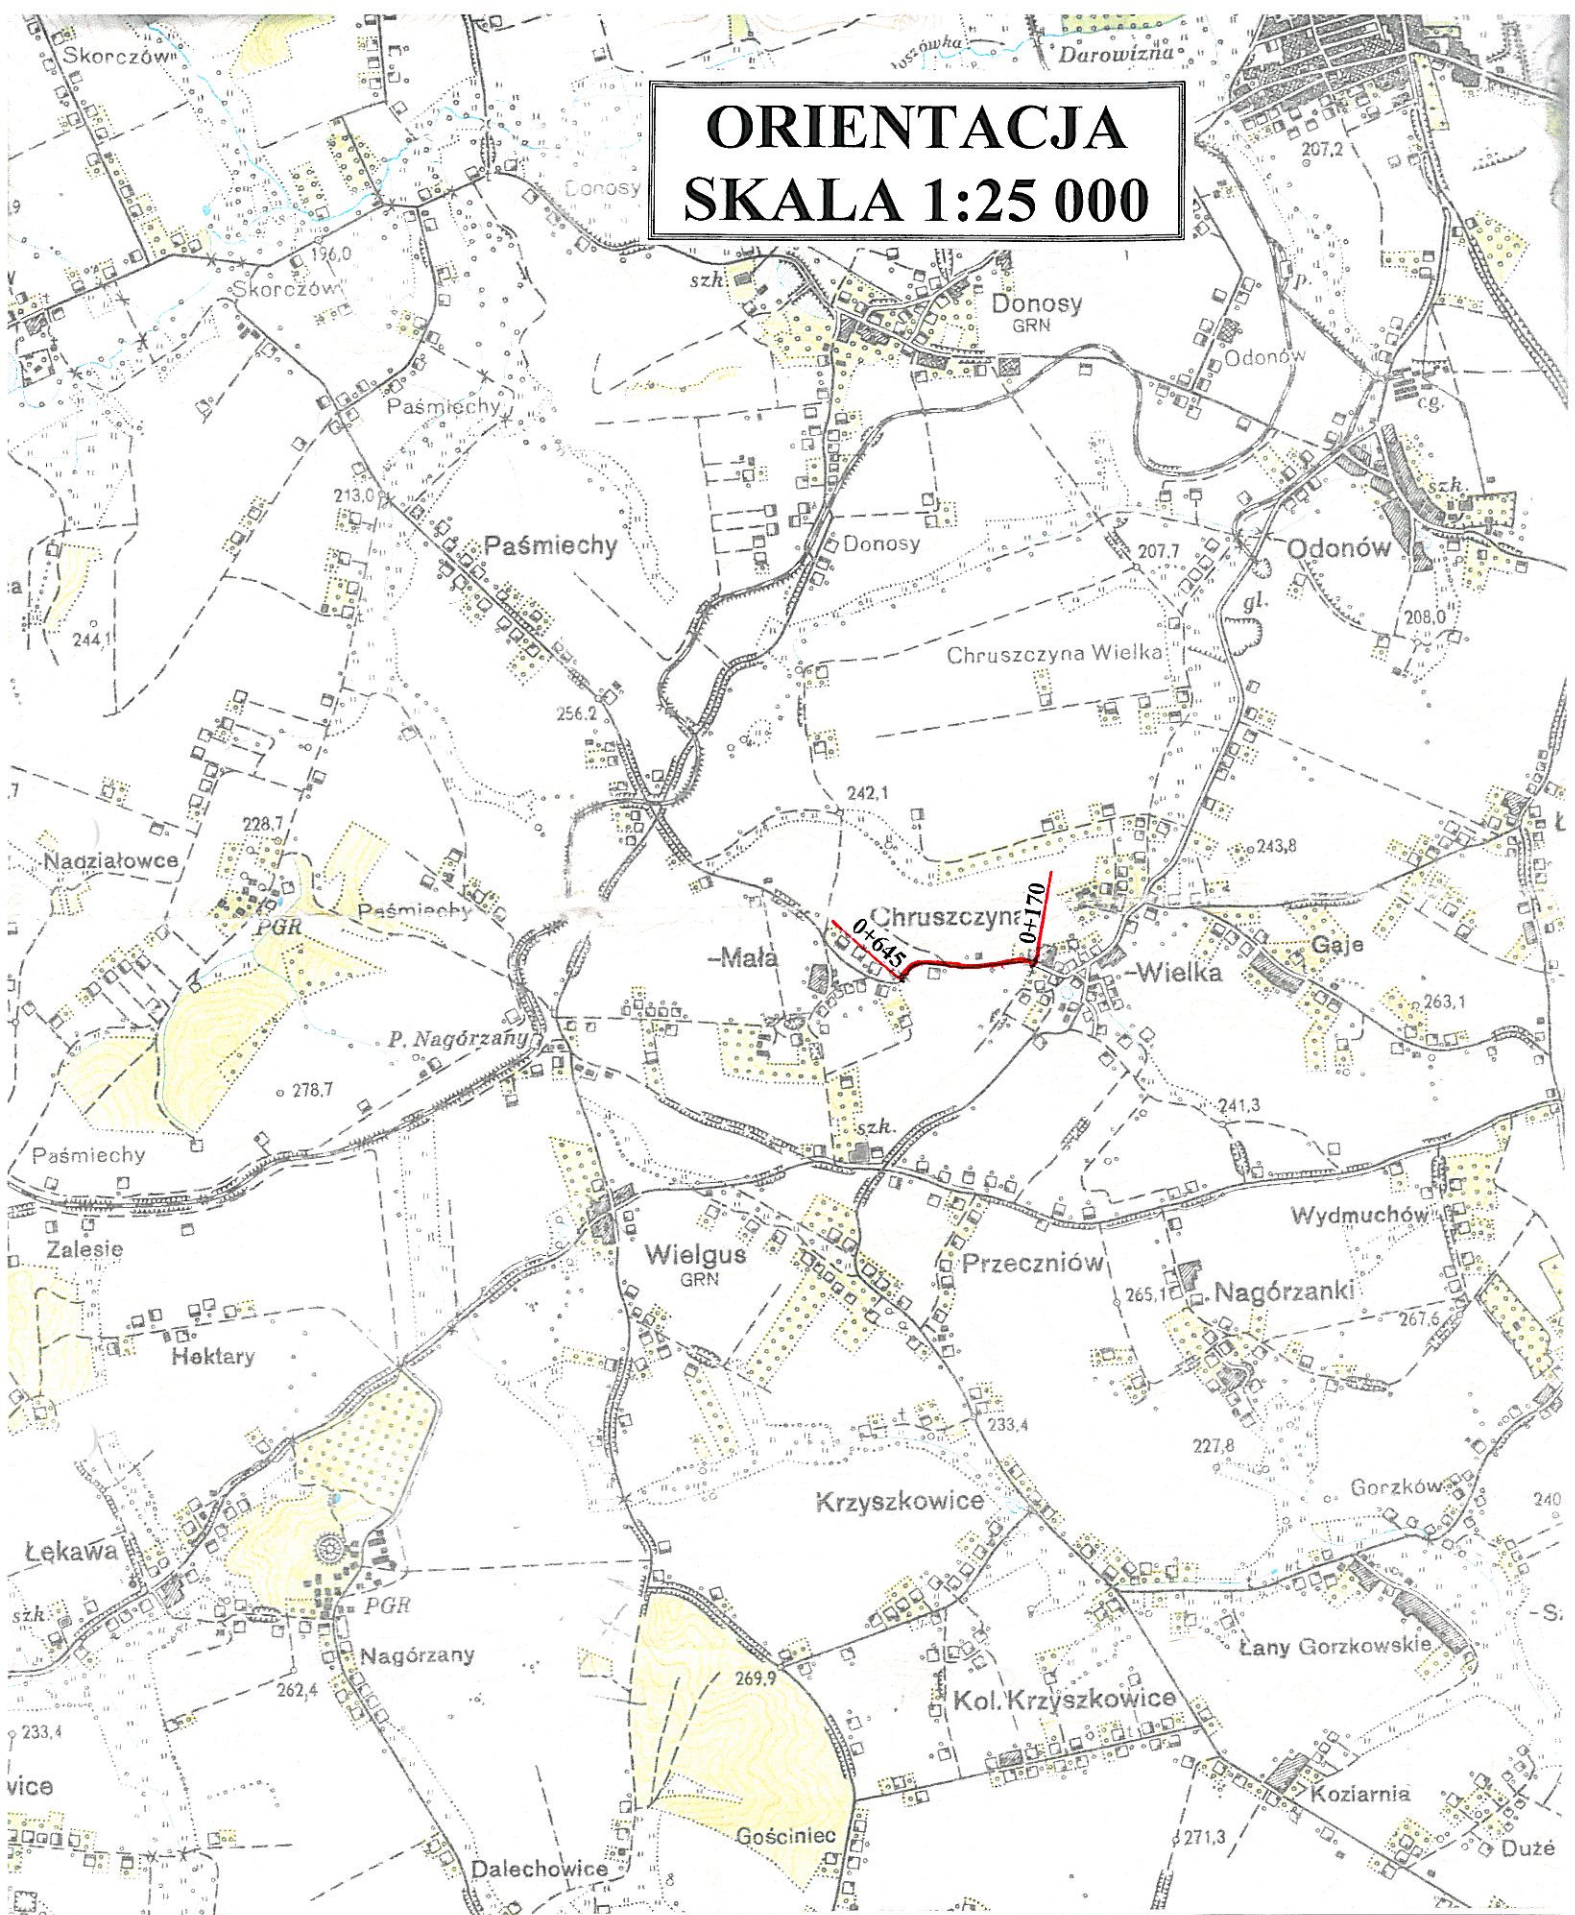 Skorczów
Darowizna
ORIENTACJA
SKALA 1:25 000
207,2
Donosy
196,0
Skorczów
szk
p.
Donosy
GRN
Odonów
Paśmiechy
cg.
213,0
szk
Paśmiechy
Donosy
207,7
Odonów
gl.
244,1
208,0
Chruszczyna Wielka
256,2
242,1
228,7
243,8
Nadziałowce
Paśmiechy
PGR
Chruszczyna
0+170
0+645
Gaje
-Mała
-Wielka
263,1
P. Nagórzany
278,7
241,3
szk.
Paśmiechy
Wydmuchów
Zalesie
Wielgus
GRN
Przeczniów
265,1
Nagórzanki
267,6
Hektary
t
233,4
227,8
Gorzków
240
Krzyszkowice
Łękawa
szk
PGR
-S.
Nagórzany
Łany Gorzkowskie
269,9
262,4
Kol. Krzyszkowice
233,4
t
wice
Koziarnia
Gościniec
271,3
Duże
Dalechowice